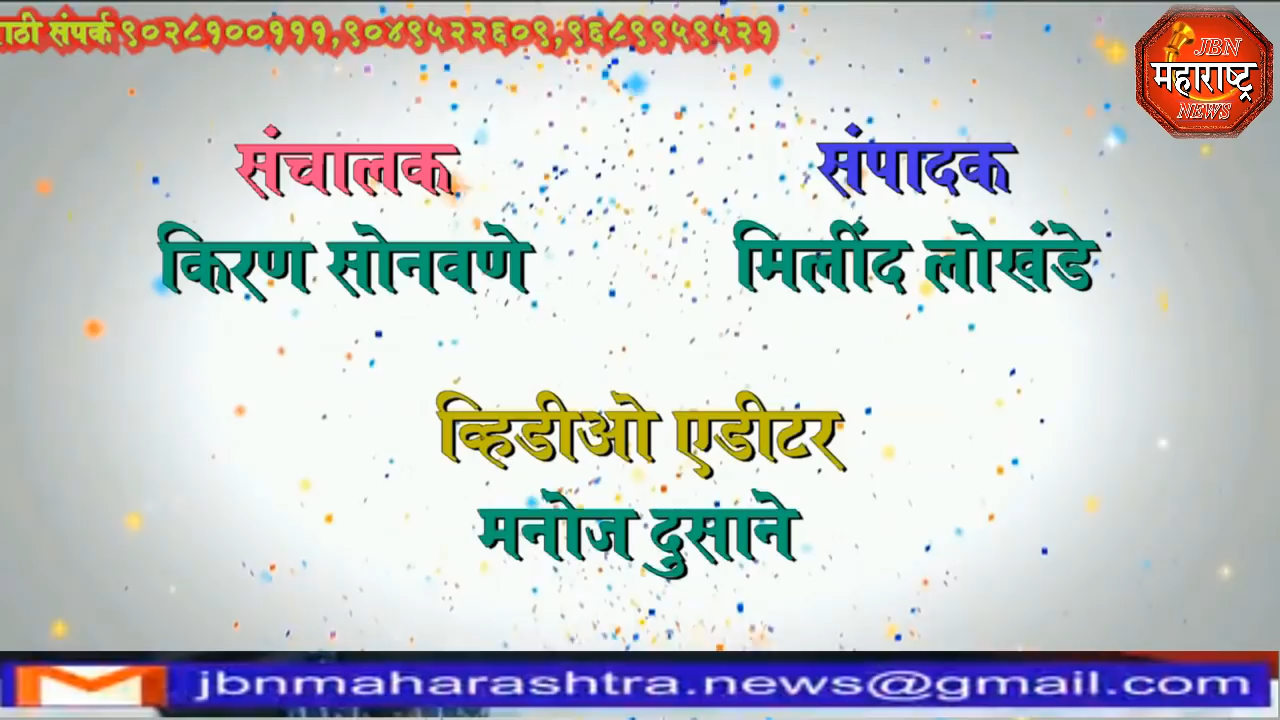 राठी संपर्क ९०२८१००१११,९०४९५२२६०९,९६८९९५९५२१
JBN
महाराष्ट्र
NEWS
संचालक
संपादक
किरण सोनवणे
मिलींद लोखंडे
व्हिडीओ एडीटर
मनोज दुसाने
jbnmaharashtra.news@gmail.com